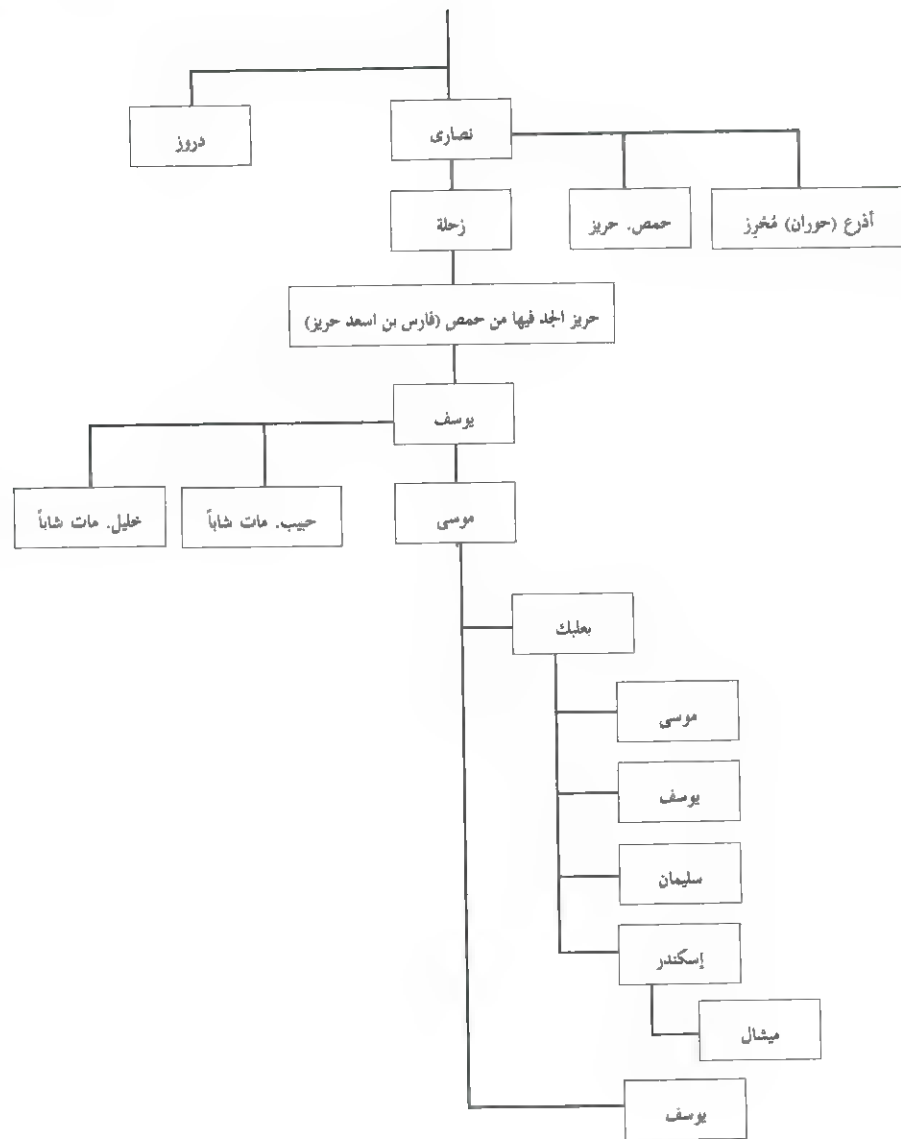 دروز
نصارى
أذرع (حوران) مُحْرِز
حمص. حريز
زحلة
حريز الجد فيها من حمص (فارس بن اسعد حريز)
يوسف
موسى
حبيب. مات شاباً
خليل. مات شاباً
بعلبك
موسى
يوسف
سليمان
إسكندر
ميشال
يوسف